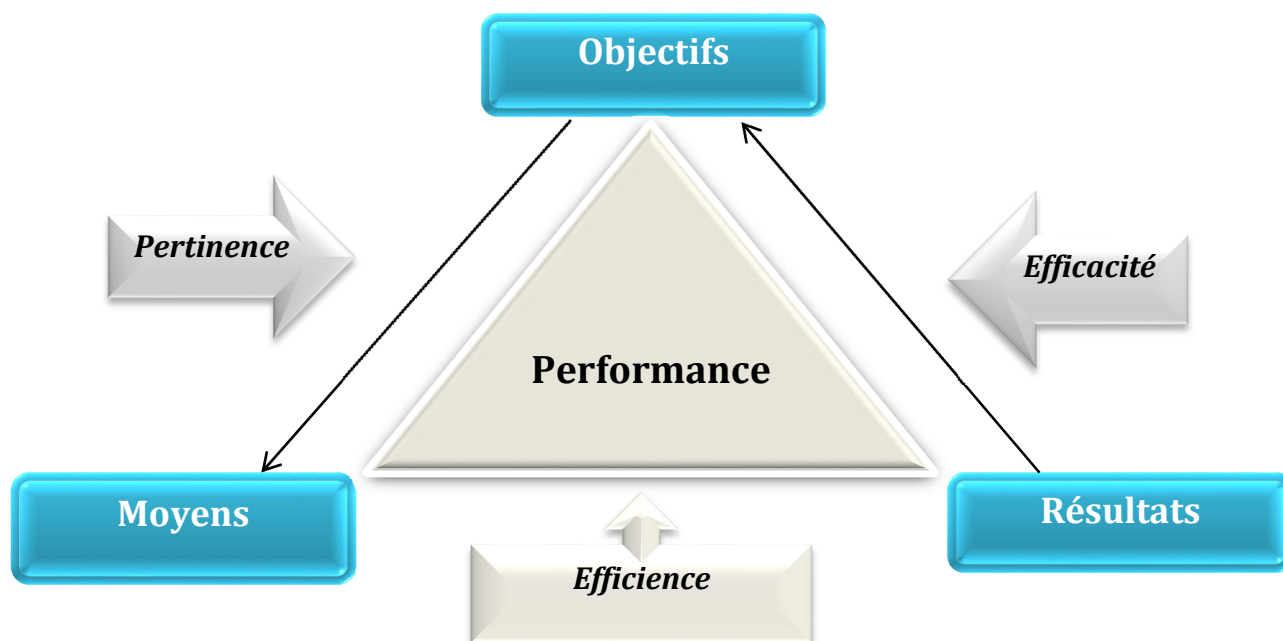 Objectifs
Pertinence
Efficacité
Performance
Moyens
Résultats
Efficience